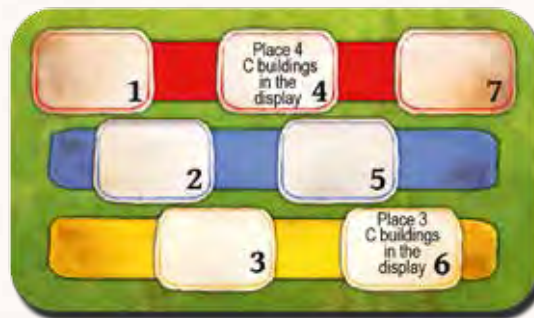 1
Place 4
C buildings
in the
display 4
7
2
5
3
Place 3
C buildings
in the
display 6